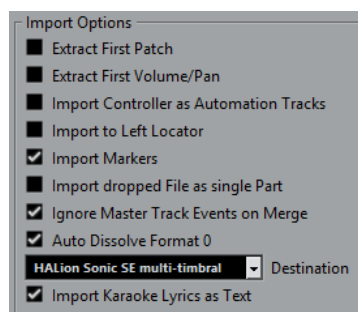 Import Options
Extract First Patch
Extract First Volume/Pan
Import Controller as Automation Tracks
Import to Left Locator
Import Markers
Import dropped File as single Part
Ignore Master Track Events on Merge
Auto Dissolve Format 0
HALion Sonic SE multi-timbral Destination
Import Karaoke Lyrics as Text